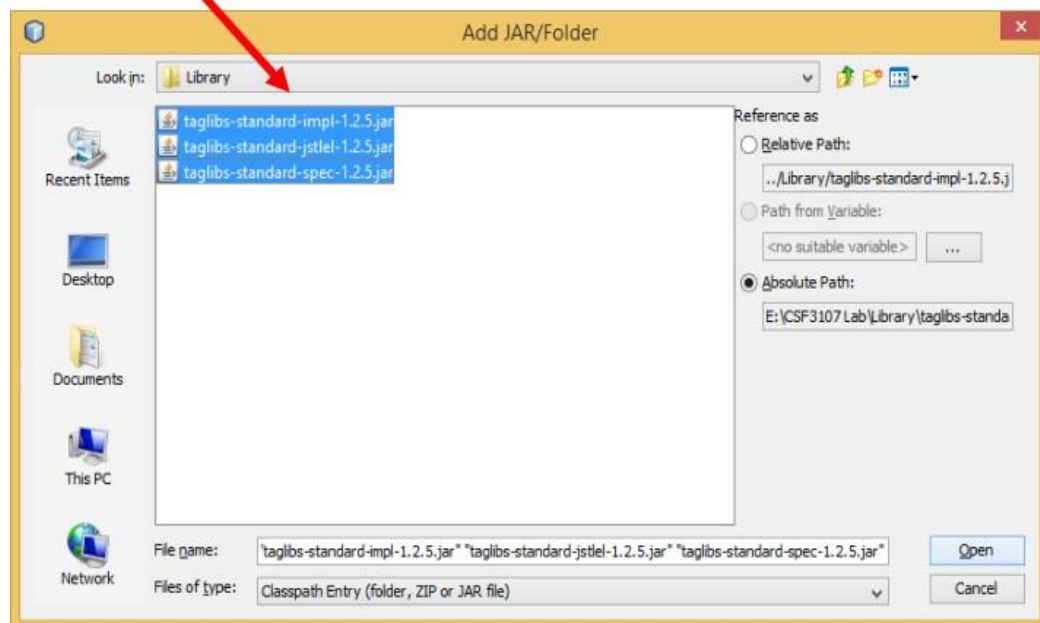 Add JAR/Folder
Look in:
Library
taglibs-standard-impl-1.2.5.jar
taglibs-standard-jstlel-1.2.5.jar
taglibs-standard-spec-1.2.5.jar
Recent Items
Desktop
Documents
This PC
Network
Reference as
Relative Path:
../Library/taglibs-standard-impl-1.2.5.j
Path from Variable:
<no suitable variable> ...
Absolute Path:
E:\CSF3107 Lab\Library\taglibs-standa
File name: "taglibs-standard-impl-1.2.5.jar" "taglibs-standard-jstlel-1.2.5.jar" "taglibs-standard-spec-1.2.5.jar" Open
Files of type: Classpath Entry (folder, ZIP or JAR file) Cancel